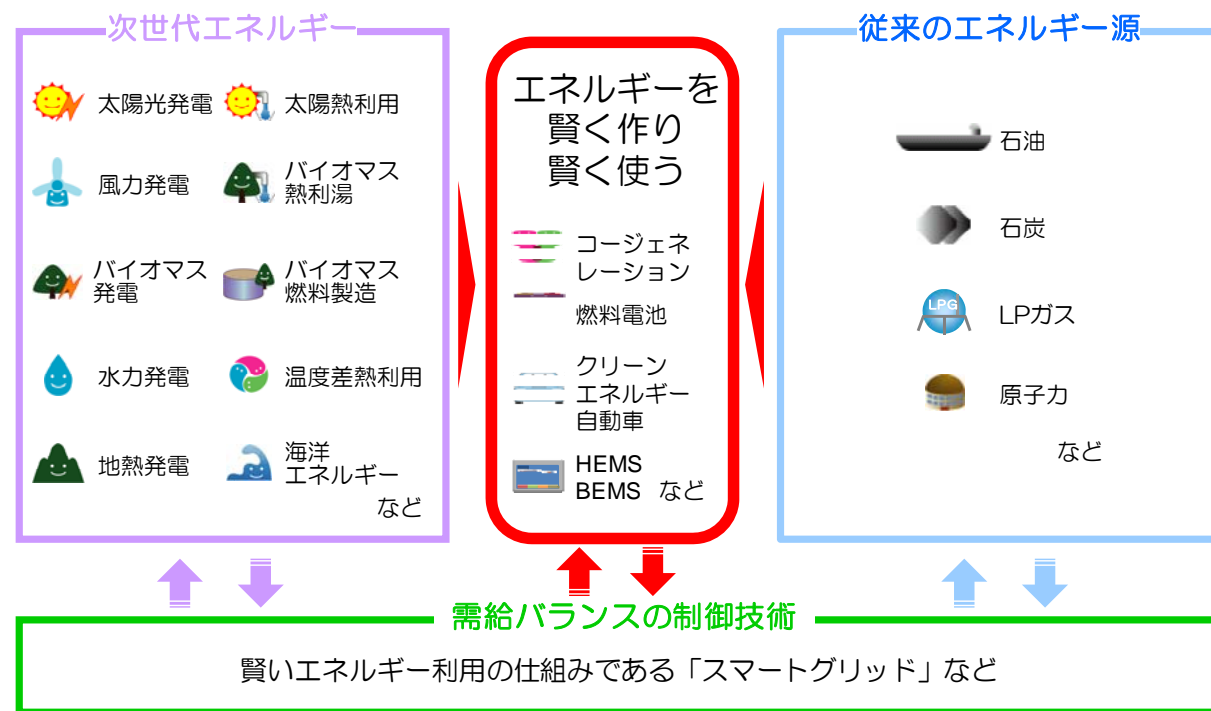 次世代エネルギー
太陽光発電
太陽熱利用
風力発電
バイオマス
熱利湯
バイオマス
発電
バイオマス
燃料製造
水力発電
温度差熱利用
地熱発電
海洋
エネルギー
など
エネルギーを
賢く作り
賢く使う
コージェネ
レーション
燃料電池
クリーン
エネルギー
自動車
HEMS
BEMS など
従来のエネルギー源
石油
石炭
LPG
LPガス
原子力
など
需給バランスの制御技術
賢いエネルギー利用の仕組みである「スマートグリッド」など